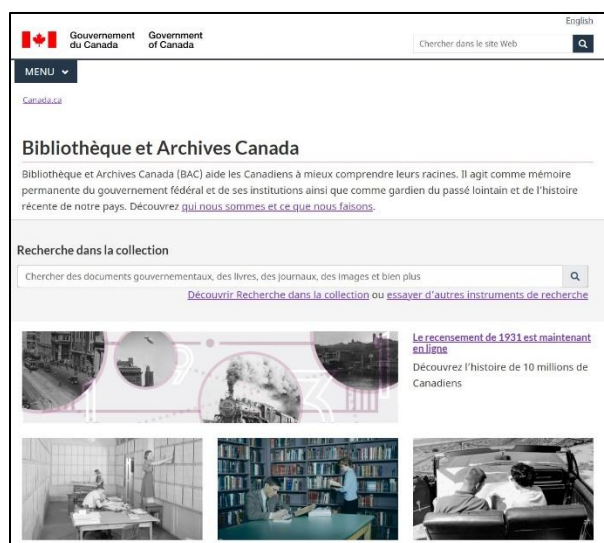 English
Gouvernement
du Canada
Government
of Canada
Chercher dans le site Web
MENU
Canada.ca
Bibliothèque et Archives Canada
Bibliothèque et Archives Canada (BAC) aide les Canadiens à mieux comprendre leurs racines. Il agit comme mémoire
permanente du gouvernement fédéral et de ses institutions ainsi que comme gardien du passé lointain et de l'histoire
récente de notre pays. Découvrez qui nous sommes et ce que nous faisons.
Recherche dans la collection
Chercher des documents gouvernementaux, des livres, des journaux, des images et bien plus
Découvrir Recherche dans la collection ou essayer d'autres instruments de recherche
1931
Le recensement de 1931 est maintenant
en ligne
Découvrez l'histoire de 10 millions de
Canadiens